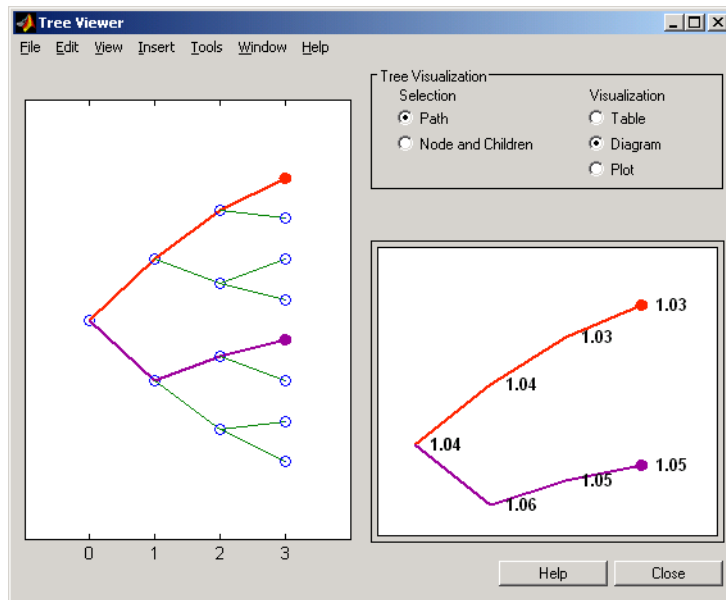 Tree Viewer
File Edit View Insert Tools Window Help
Tree Visualization
Selection
Visualization
Path
Table
Node and Children
Diagram
Plot
1.03
1.03
1.04
1.04
1.05
1.05
1.06
0 1 2 3
Help
Close